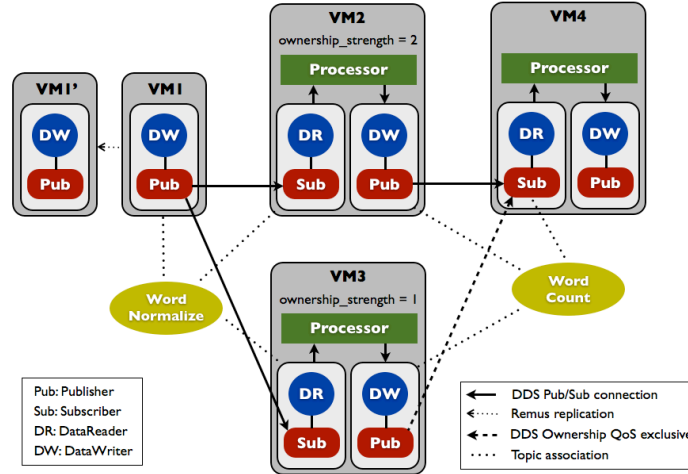 VM2
ownership_strength = 2
Processor
DR
DW
Sub
Pub
VM4
Processor
DR
DW
Sub
Pub
VM1'
DW
Pub
VM1
DW
Pub
Word
Normalize
Word
Count
VM3
ownership_strength = 1
Processor
DR
DW
Sub
Pub
Pub: Publisher
Sub: Subscriber
DR: DataReader
DW: DataWriter
DDS Pub/Sub connection
Remus replication
DDS Ownership QoS exclusive
Topic association